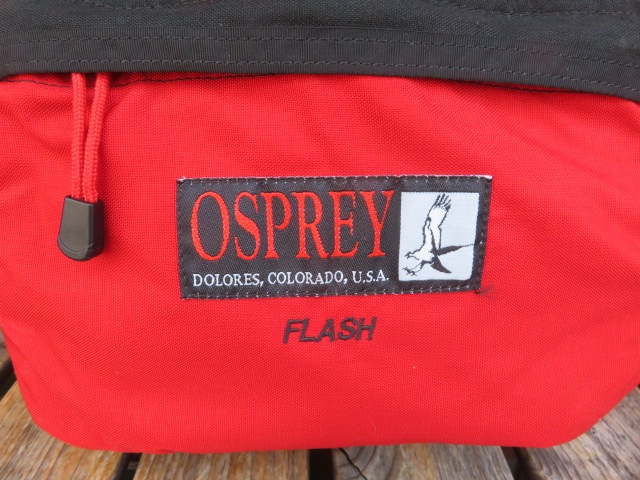 OSPREY
DOLORES, COLORADO, U.S.A.
FLASH